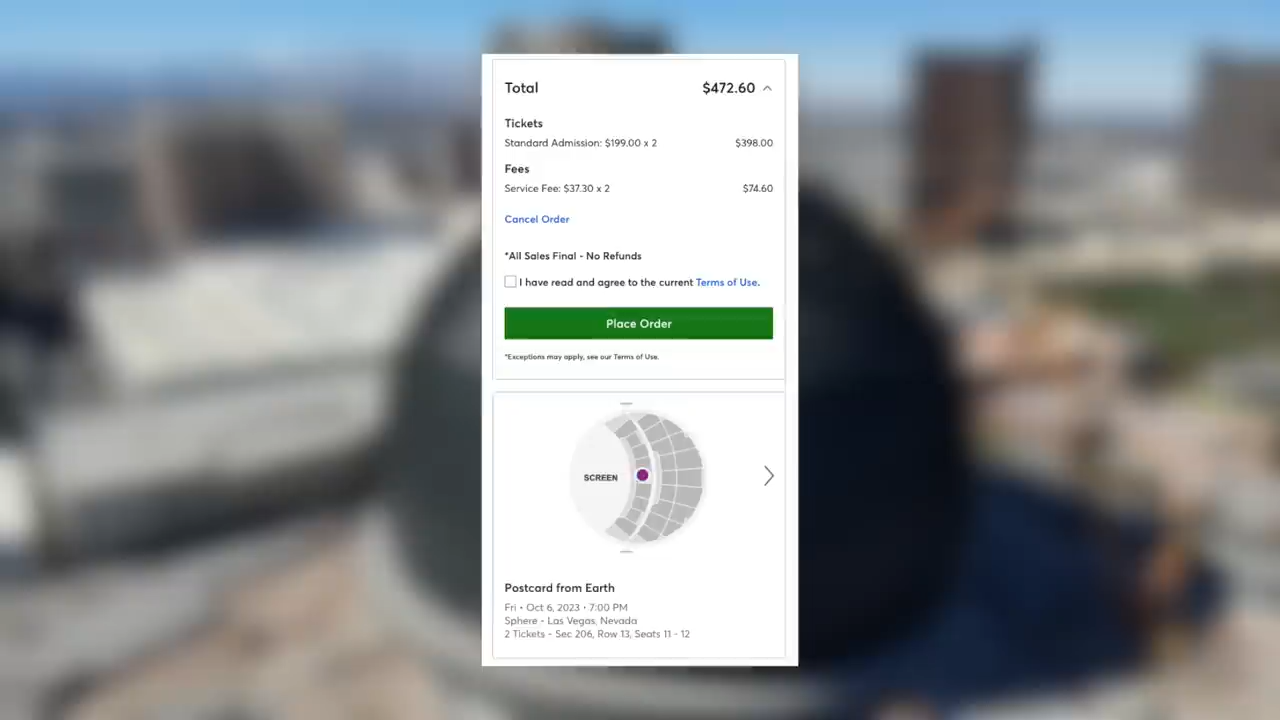 Total $472.60
Tickets
Standard Admission: $199.00 x 2 $398.00
Fees
Service Fee: $37.30 x 2 $74.60
Cancel Order
*All Sales Final - No Refunds
I have read and agree to the current Terms of Use.
Place Order
*Exceptions may apply, see our Terms of Use.
SCREEN
Postcard from Earth
Fri • Oct 6, 2023 • 7:00 PM
Sphere - Las Vegas, Nevada
2 Tickets - Sec 206, Row 13, Seats 11 - 12